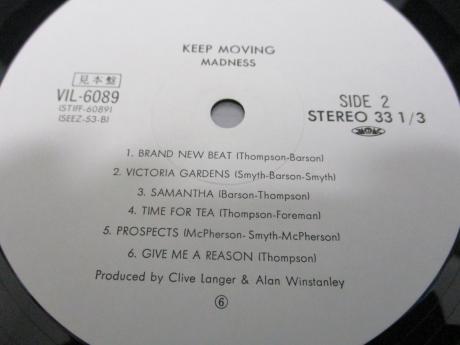 KEEP MOVING
MADNESS
見本盤
VIL-6089
(STIFF-6089)
(SEEZ-53-B)
SIDE 2
STEREO 33 1/3
1. BRAND NEW BEAT (Thompson-Barson)
2. VICTORIA GARDENS (Smyth-Barson-Smyth)
3. SAMANTHA (Barson-Thompson)
4. TIME FOR TEA (Thompson-Foreman)
5. PROSPECTS (McPherson-Smyth-McPherson)
6. GIVE ME A REASON (Thompson)
Produced by Clive Langer & Alan Winstanley
⑥